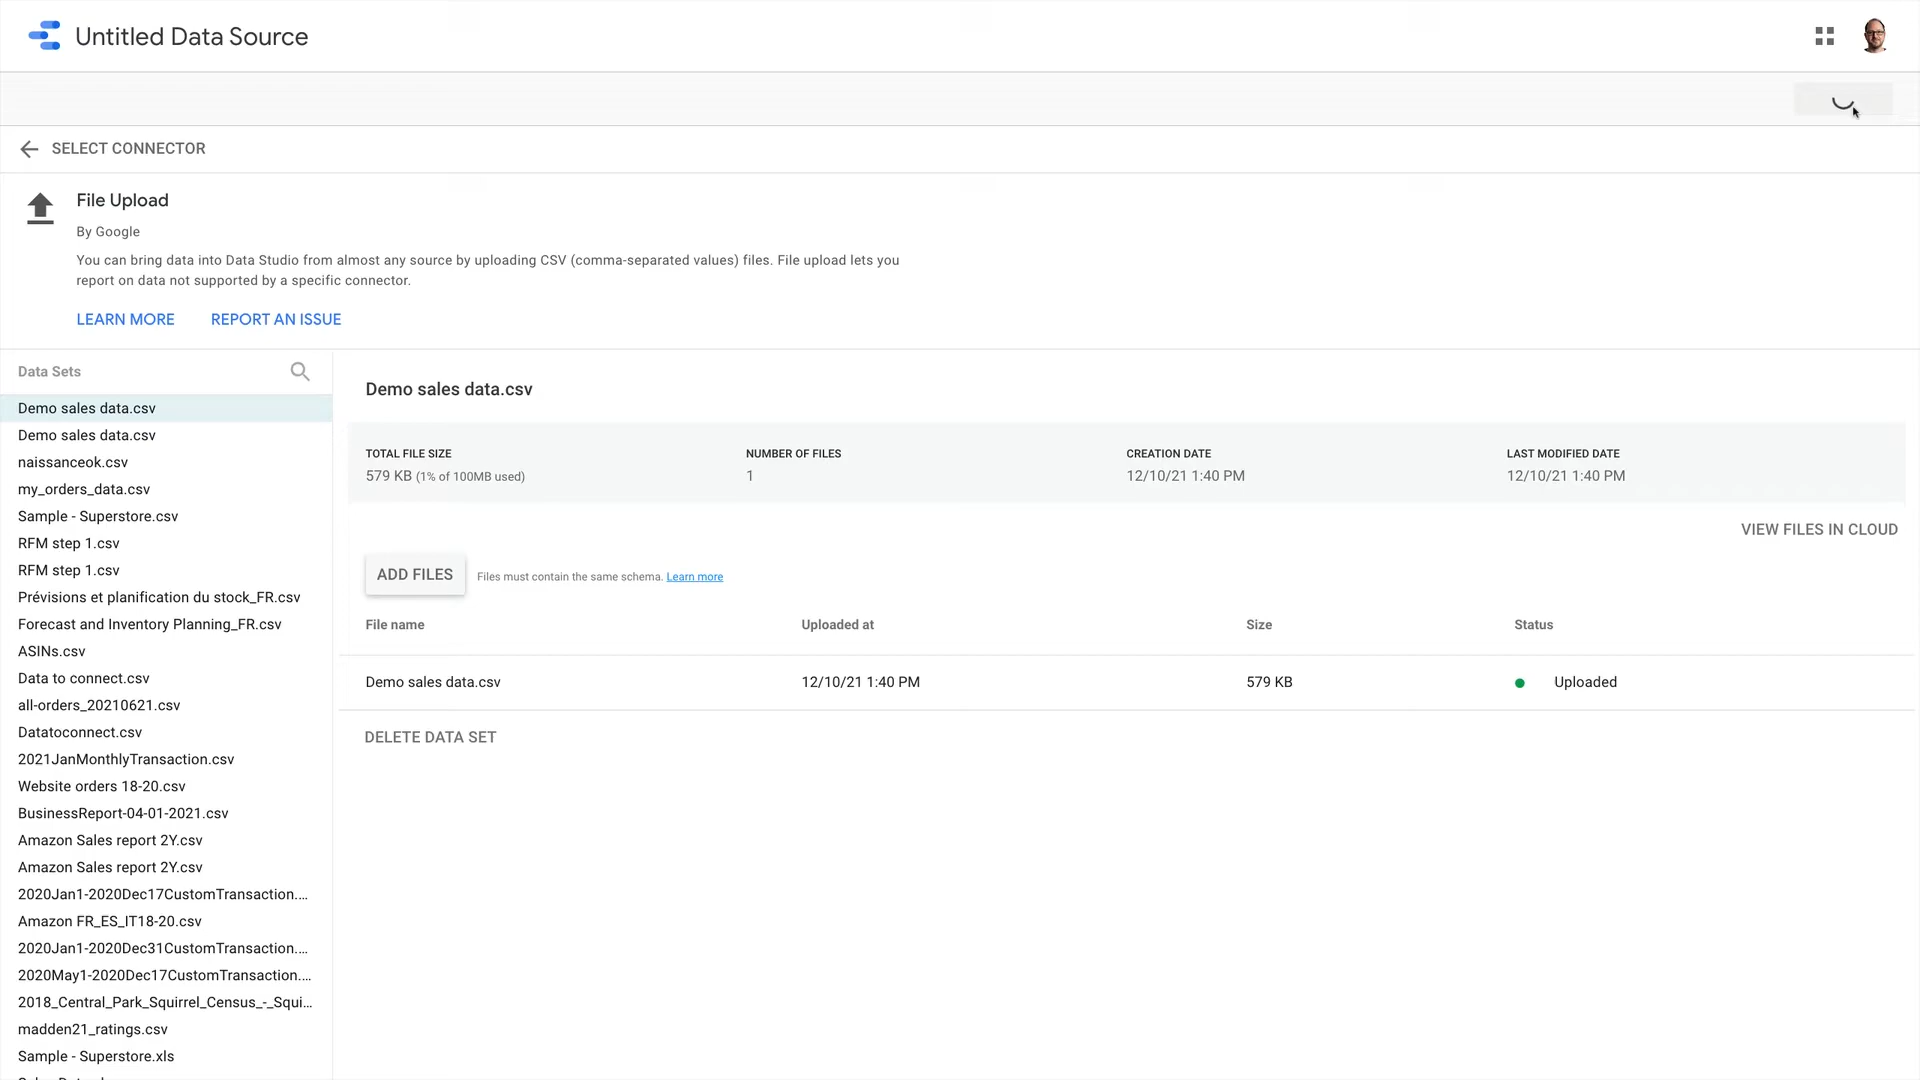 Untitled Data Source
SELECT CONNECTOR
File Upload
By Google
You can bring data into Data Studio from almost any source by uploading CSV (comma-separated values) files. File upload lets you
report on data not supported by a specific connector.
LEARN MORE REPORT AN ISSUE
Data Sets
Demo sales data.csv
Demo sales data.csv
naissanceok.csv
my_orders_data.csv
Sample - Superstore.csv
RFM step 1.csv
RFM step 1.csv
Prévisions et planification du stock_FR.csv
Forecast and Inventory Planning_FR.csv
ASINs.csv
Data to connect.csv
all-orders_20210621.csv
Datatoconnect.csv
2021JanMonthlyTransaction.csv
Website orders 18-20.csv
BusinessReport-04-01-2021.csv
Amazon Sales report 2Y.csv
Amazon Sales report 2Y.csv
2020Jan1-2020Dec17CustomTransaction....
Amazon FR_ES_IT18-20.csv
2020Jan1-2020Dec31CustomTransaction....
2020May1-2020Dec17CustomTransaction....
2018_Central_Park_Squirrel_Census_-_Squi...
madden21_ratings.csv
Sample - Superstore.xls
Demo sales data.csv
TOTAL FILE SIZE NUMBER OF FILES CREATION DATE LAST MODIFIED DATE
579 KB (1% of 100MB used) 1 12/10/21 1:40 PM 12/10/21 1:40 PM
VIEW FILES IN CLOUD
ADD FILES Files must contain the same schema. Learn more
File name Uploaded at Size Status
Demo sales data.csv 12/10/21 1:40 PM 579 KB Uploaded
DELETE DATA SET